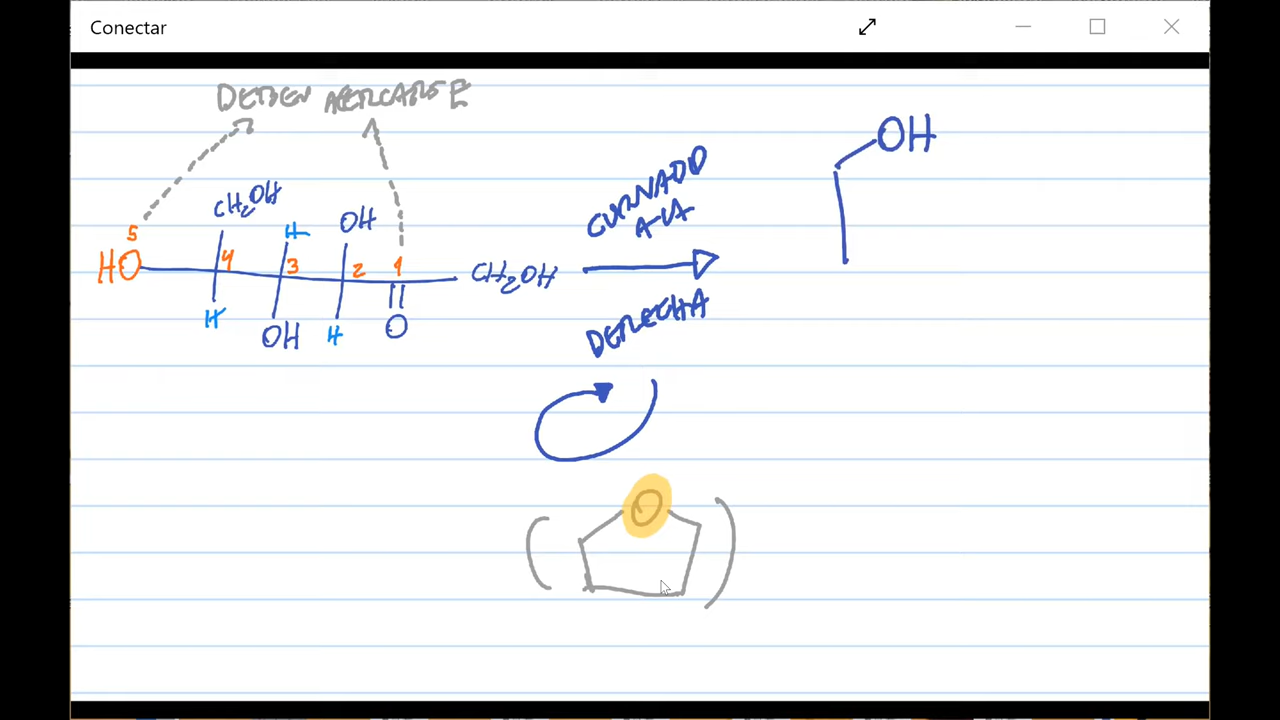 Conectar
DEBEN ACERCARSE
OH
CH2OH
OH
CURVADO
A LA
5
H
HO
4
3
2
1
CH2OH
H
OH
H
O
DERECHA
O